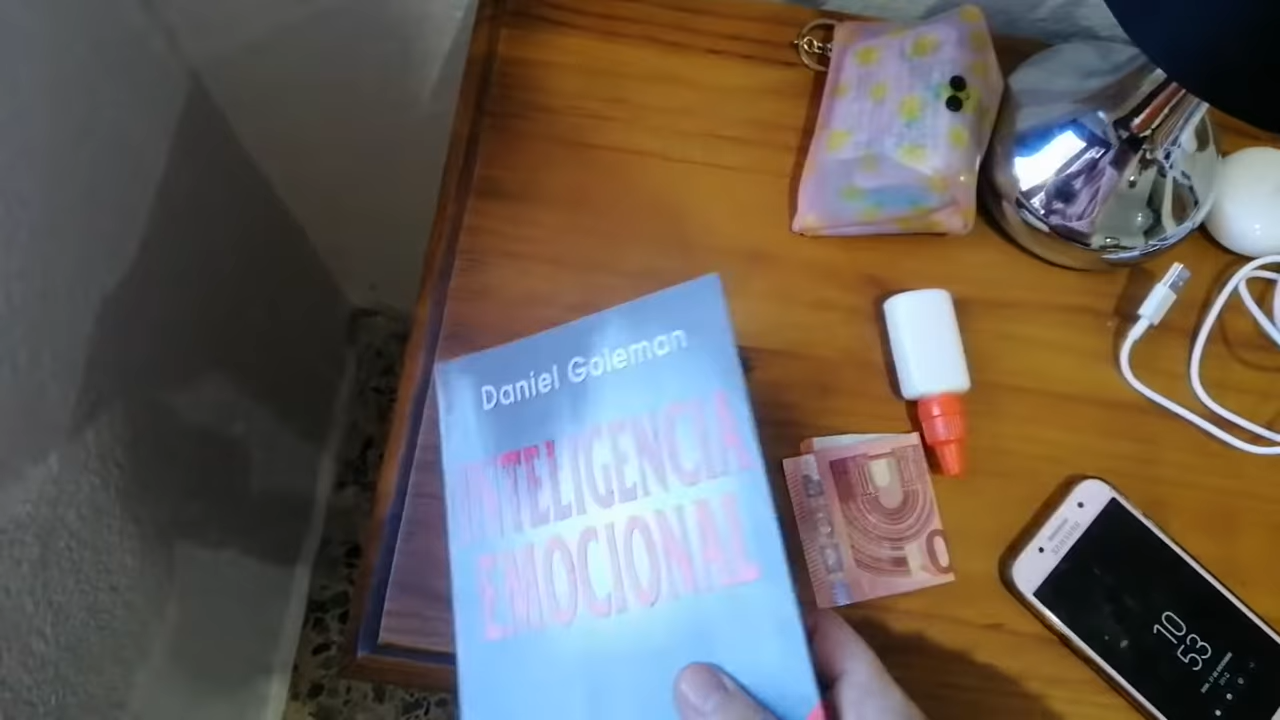 Daniel Goleman
INTELIGENCIA
EMOCIONAL
SAMSUNG
10
53